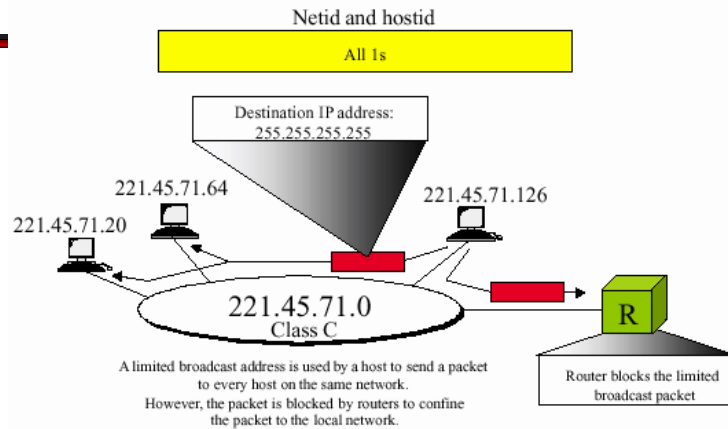 Netid and hostid
All 1s
Destination IP address:
255.255.255.255
221.45.71.64
221.45.71.126
221.45.71.20
221.45.71.0
Class C
R
A limited broadcast address is used by a host to send a packet
to every host on the same network.
However, the packet is blocked by routers to confine
the packet to the local network.
Router blocks the limited
broadcast packet